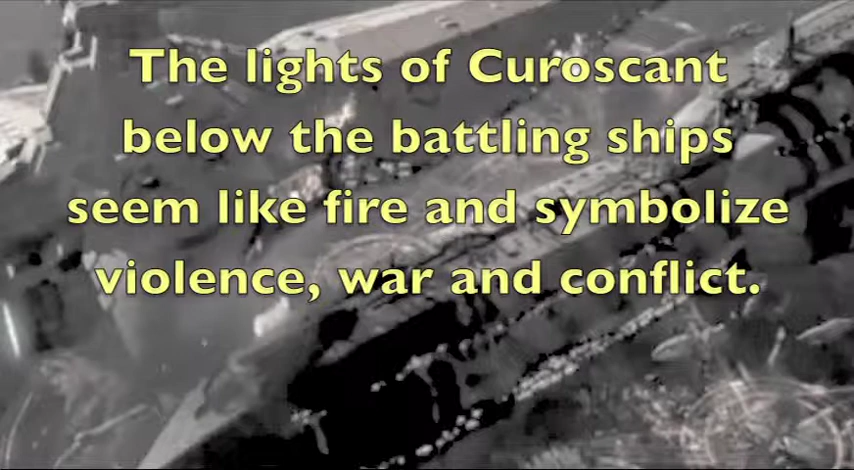 The lights of Curoscant
below the battling ships
seem like fire and symbolize
violence, war and conflict.